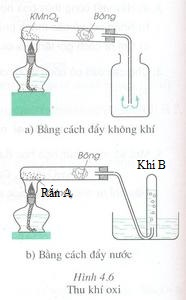 KMnO₄
Bông
a) Bằng cách đẩy không khí
Bông
Khí B
Rắn A
b) Bằng cách đẩy nước
Hình 4.6
Thu khí oxi